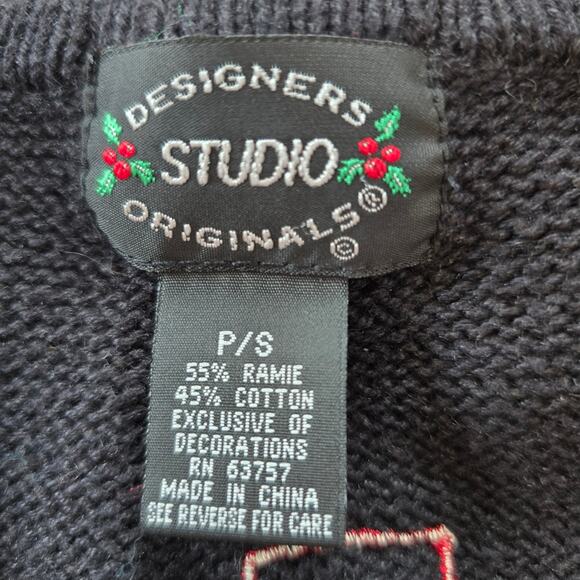 DESIGNERS
STUDIO
ORIGINALS®
©
P/S
55% RAMIE
45% COTTON
EXCLUSIVE OF
DECORATIONS
RN 63757
MADE IN CHINA
SEE REVERSE FOR CARE